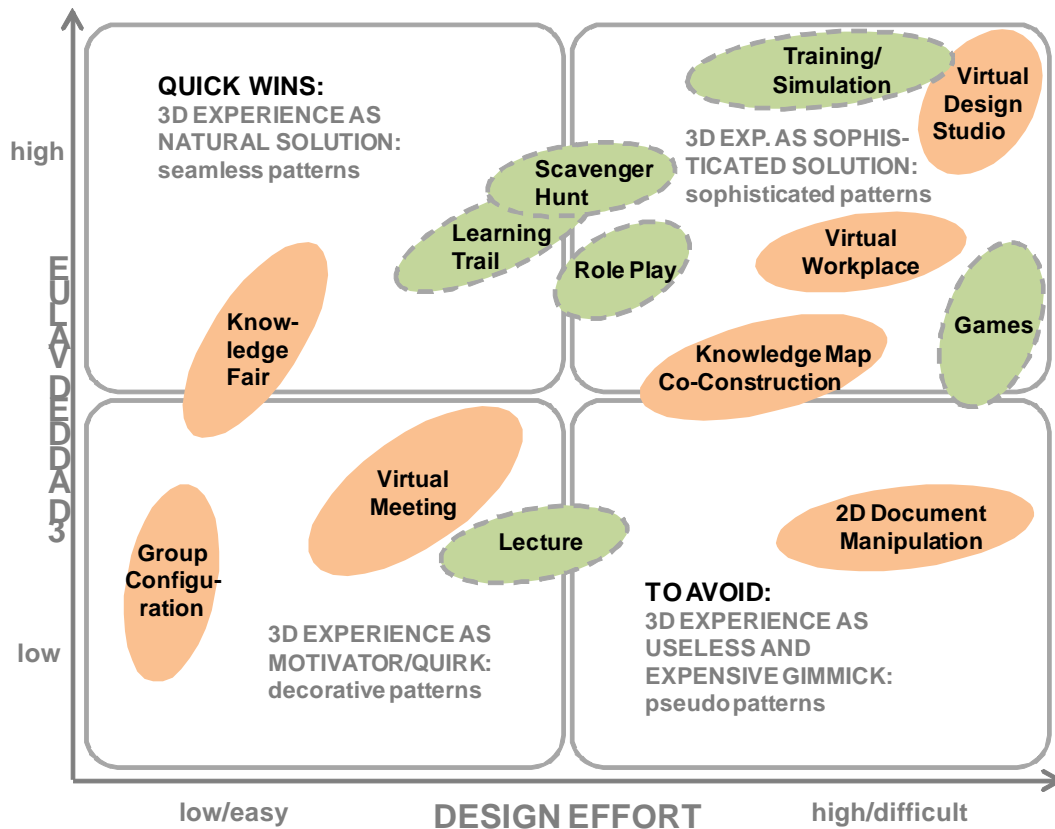 QUICK WINS:
3D EXPERIENCE AS
NATURAL SOLUTION:
seamless patterns
Training/
Simulation
Virtual
Design
Studio
3D EXP. AS SOPHIS-
TICATED SOLUTION:
sophisticated patterns
high
Scavenger
Hunt
Learning
Trail
Role Play
Virtual
Workplace
Know-
ledge
Fair
Knowledge Map
Co-Construction
Games
3D ADDED VALUE
Virtual
Meeting
Lecture
2D Document
Manipulation
Group
Configu-
ration
low
3D EXPERIENCE AS
MOTIVATOR/QUIRK:
decorative patterns
TO AVOID:
3D EXPERIENCE AS
USELESS AND
EXPENSIVE GIMMICK:
pseudo patterns
low/easy
DESIGN EFFORT
high/difficult